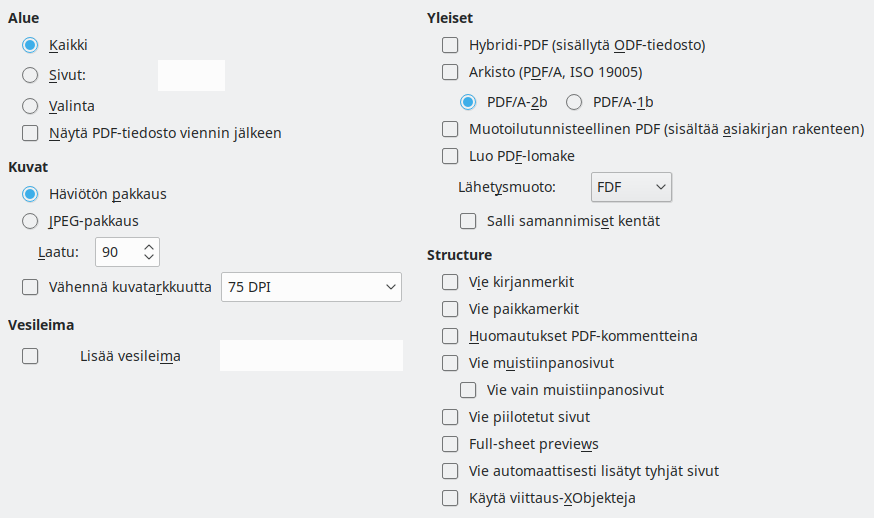 Alue
Kaikki
Sivut:
Valinta
Näytä PDF-tiedosto viennin jälkeen
Kuvat
Häviötön pakkaus
JPEG-pakkaus
Laatu: 90
Vähennä kuvatarkkuutta 75 DPI
Vesileima
Lisää vesileima
Yleiset
Hybridi-PDF (sisällytä ODF-tiedosto)
Arkisto (PDF/A, ISO 19005)
PDF/A-2b PDF/A-1b
Muotoilutunnisteellinen PDF (sisältää asiakirjan rakenteen)
Luo PDF-lomake
Lähetysmuoto: FDF
Salli samannimiset kentät
Structure
Vie kirjanmerkit
Vie paikkamerkit
Huomautukset PDF-kommentteina
Vie muistiinpanosivut
Vie vain muistiinpanosivut
Vie piilotetut sivut
Full-sheet previews
Vie automaattisesti lisätyt tyhjät sivut
Käytä viittaus-XObjekteja